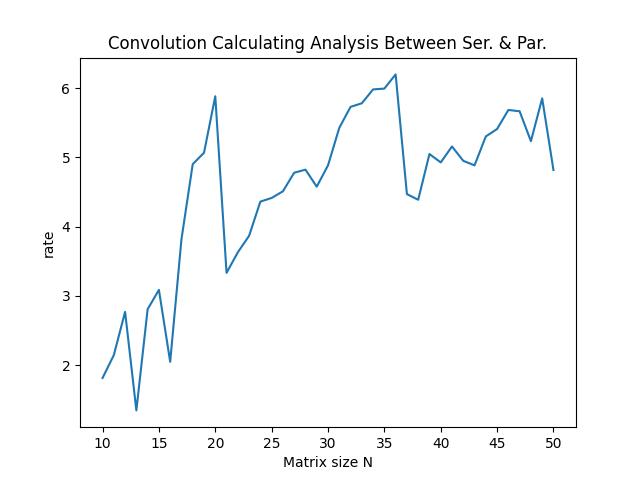 Convolution Calculating Analysis Between Ser. & Par.
6
5
4
3
2
rate
10 15 20 25 30 35 40 45 50
Matrix size N